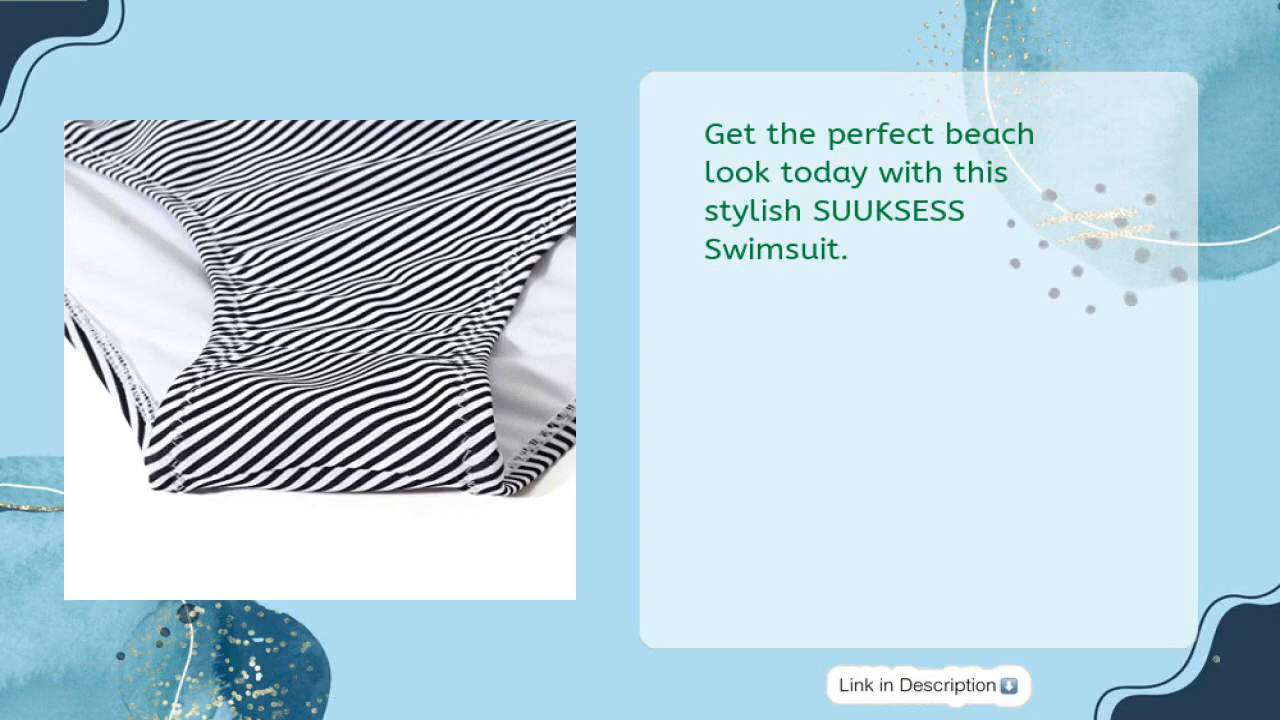 Get the perfect beach
look today with this
stylish SUUKSESS
Swimsuit.
Link in Description⬇️